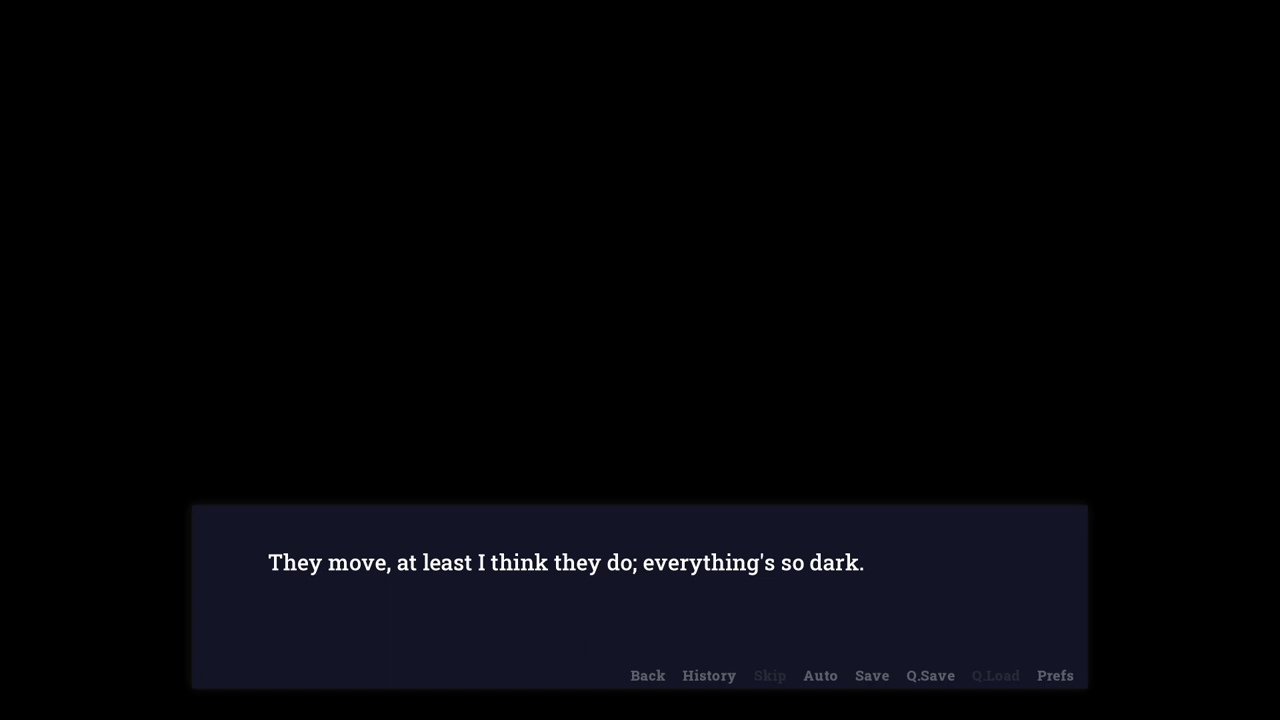 They move, at least I think they do; everything's so dark.
Back History Skip Auto Save Q.Save Q.Load Prefs